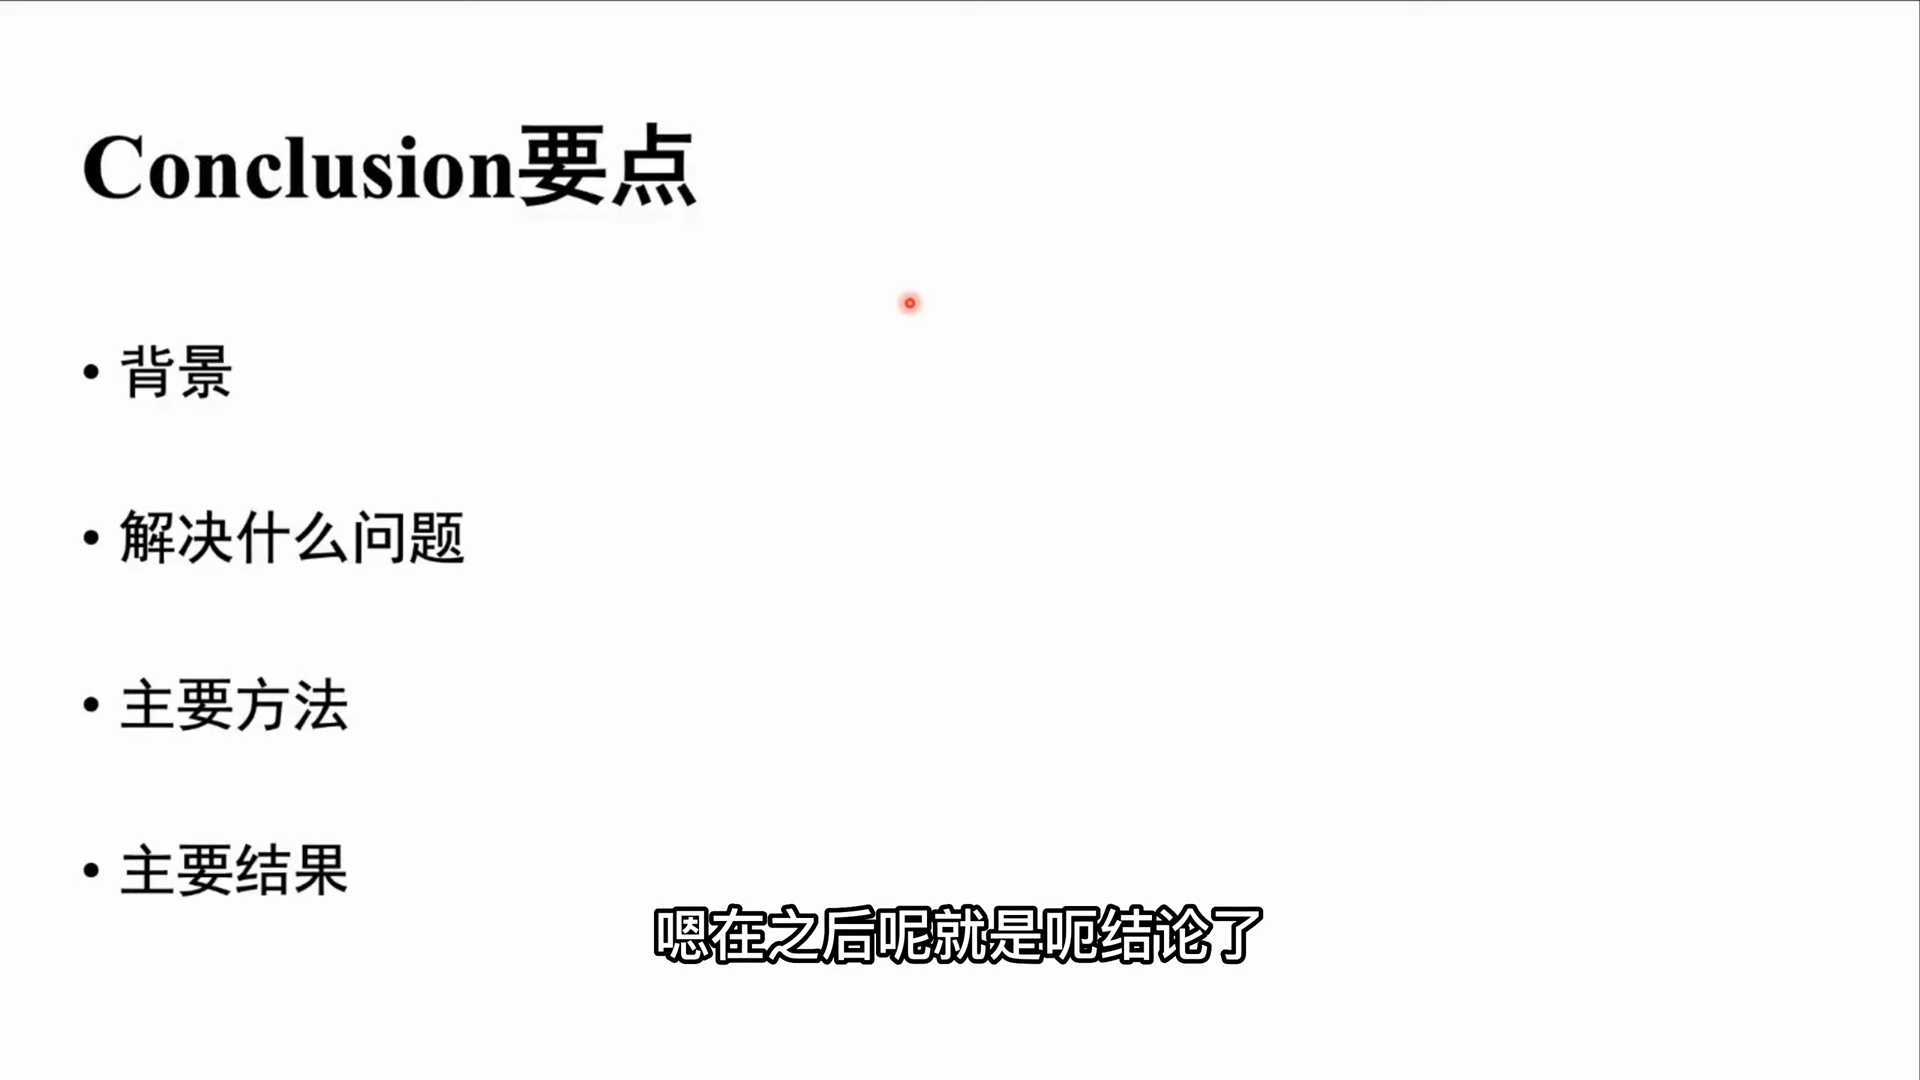 Conclusion要点
• 背景
• 解决什么问题
• 主要方法
• 主要结果
嗯在之后呢就是呃结论了